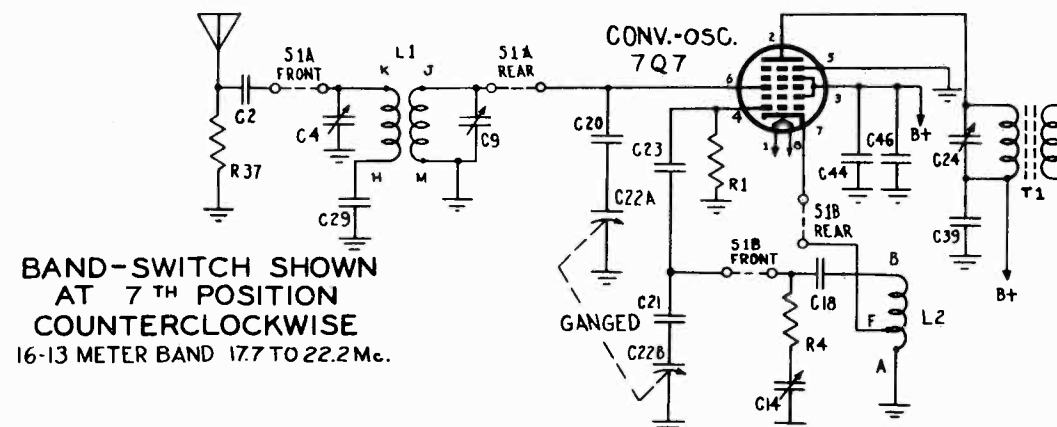 CONV.-OSC.
7Q7
S1A
FRONT
K
L1
J
S1A
REAR
2
5
6
3
4
7
1
8
C2
C4
C9
R37
H
M
C29
C20
C23
R1
C22A
C44
C46
B+
C24
T1
C39
B+
S1B
REAR
S1B
FRONT
B
C18
F
L2
A
GANGED
C21
C22B
R4
C14
BAND-SWITCH SHOWN
AT 7TH POSITION
COUNTERCLOCKWISE
16-13 METER BAND 17.7 TO 22.2 Mc.